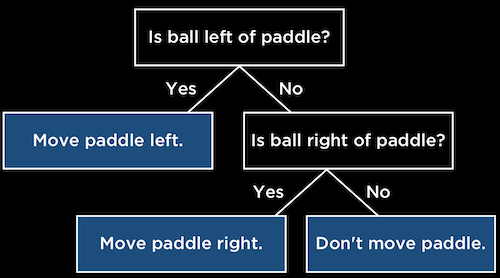 Is ball left of paddle?
Yes
No
Move paddle left.
Is ball right of paddle?
Yes
No
Move paddle right.
Don't move paddle.